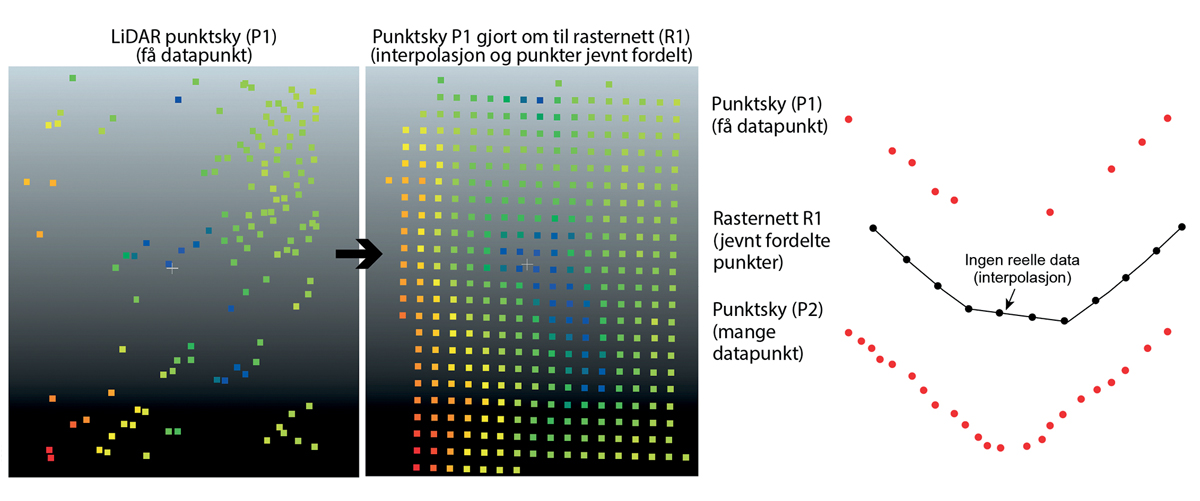 LiDAR punktsky (P1)
(få datapunkt)
Punktsky P1 gjort om til rasternett (R1)
(interpolasjon og punkter jevnt fordelt)
Punktsky (P1)
(få datapunkt)
Rasternett R1
(jevnt fordelte
punkter)
Ingen reelle data
(interpolasjon)
Punktsky (P2)
(mange
datapunkt)